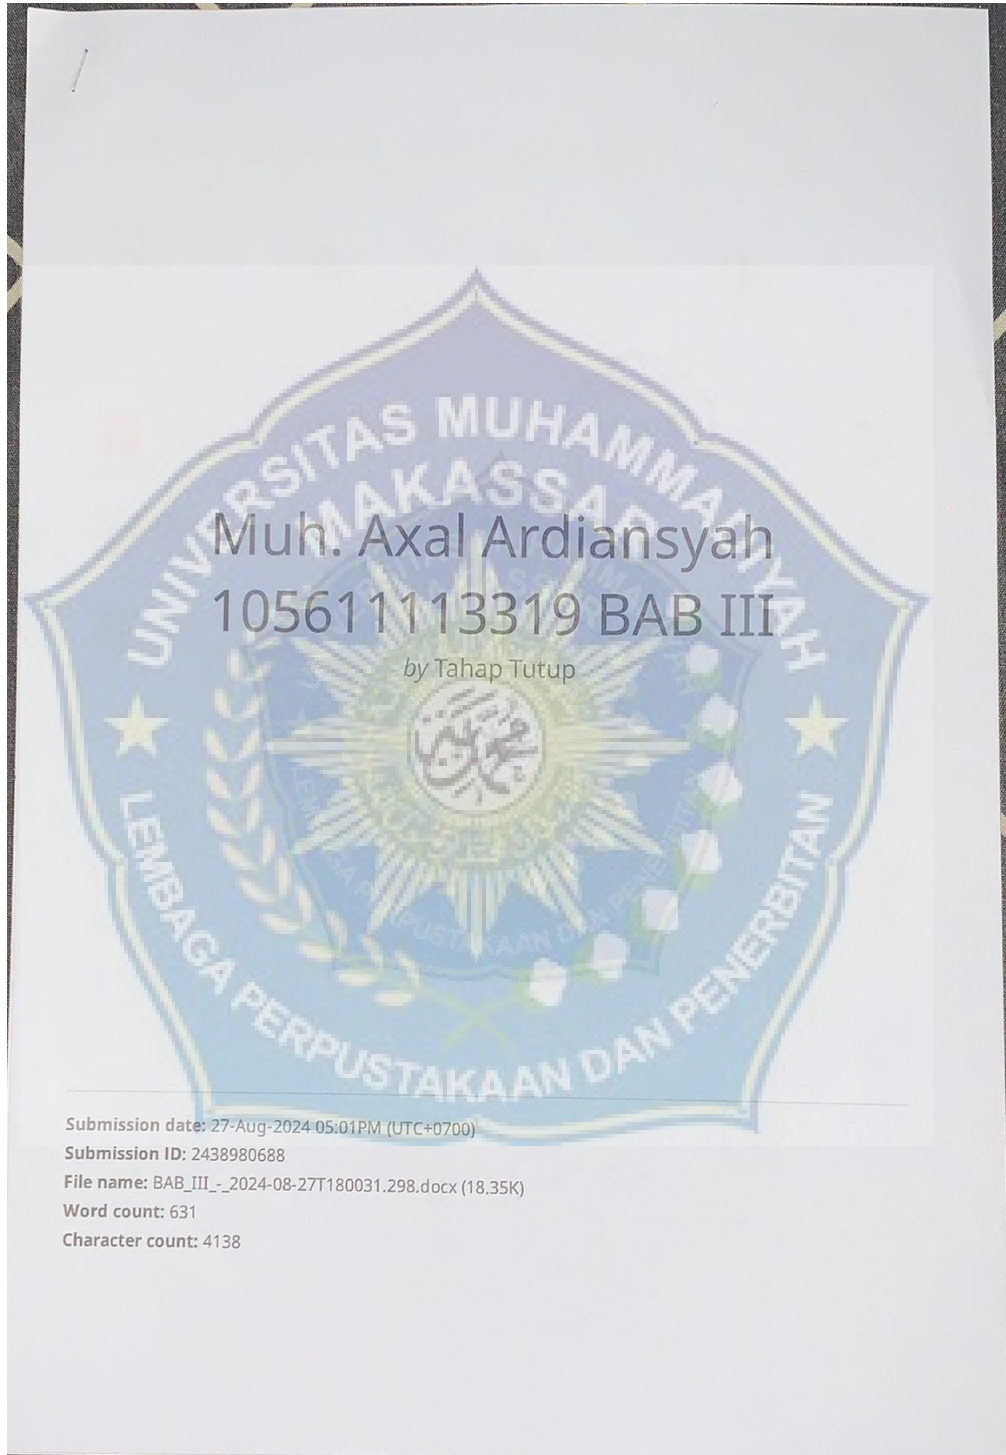 UNIVERSITAS MUHAMMADIYAH
MAKASSAR
Muh. Axal Ardiansyah
105611113319 BAB III
by Tahap Tutup
LEMBAGA PERPUSTAKAAN DAN PENERBITAN
Submission date: 27-Aug-2024 05:01PM (UTC+0700)
Submission ID: 2438980688
File name: BAB_III_-_2024-08-27T180031.298.docx (18.35K)
Word count: 631
Character count: 4138